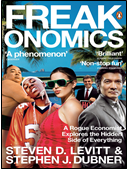 FREAK
ONOMICS
'A phenomenon'
'Brilliant'
'Non-stop fun'
A Rogue Economist
Explores the Hidden
Side of Everything
STEVEN D. LEVITT &
STEPHEN J. DUBNER